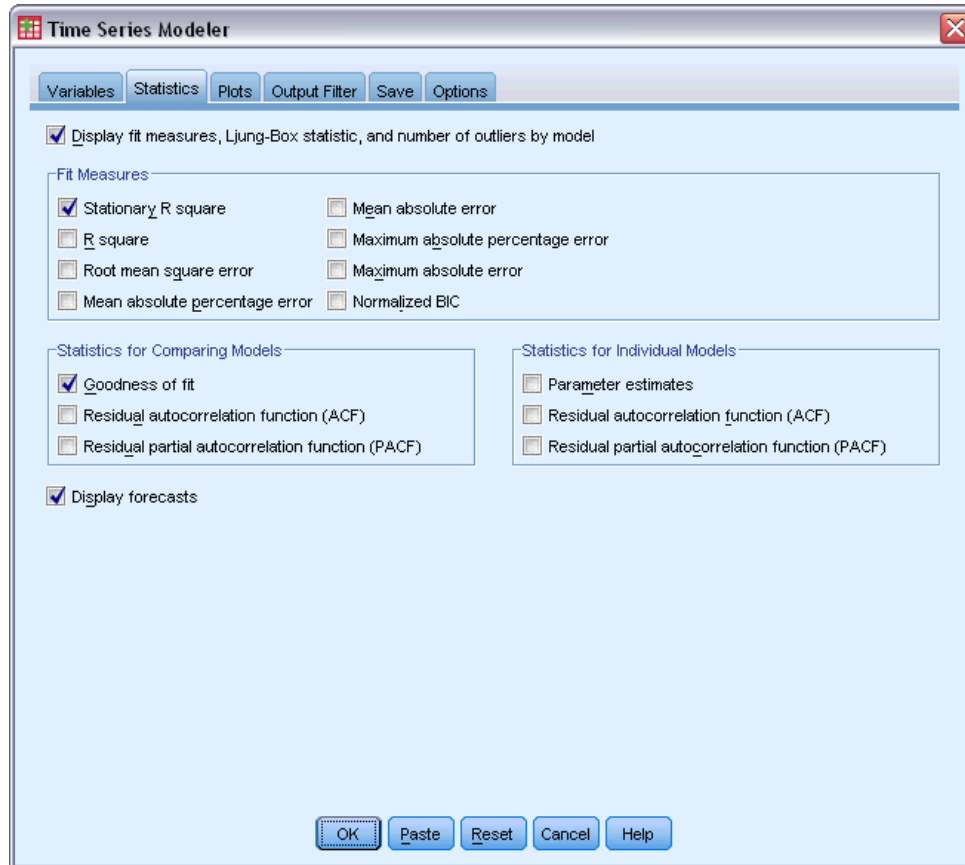 Time Series Modeler
Variables Statistics Plots Output Filter Save Options
Display fit measures, Ljung-Box statistic, and number of outliers by model
Fit Measures
Stationary R square
Mean absolute error
R square
Maximum absolute percentage error
Root mean square error
Maximum absolute error
Mean absolute percentage error
Normalized BIC
Statistics for Comparing Models
Goodness of fit
Residual autocorrelation function (ACF)
Residual partial autocorrelation function (PACF)
Statistics for Individual Models
Parameter estimates
Residual autocorrelation function (ACF)
Residual partial autocorrelation function (PACF)
Display forecasts
OK Paste Reset Cancel Help